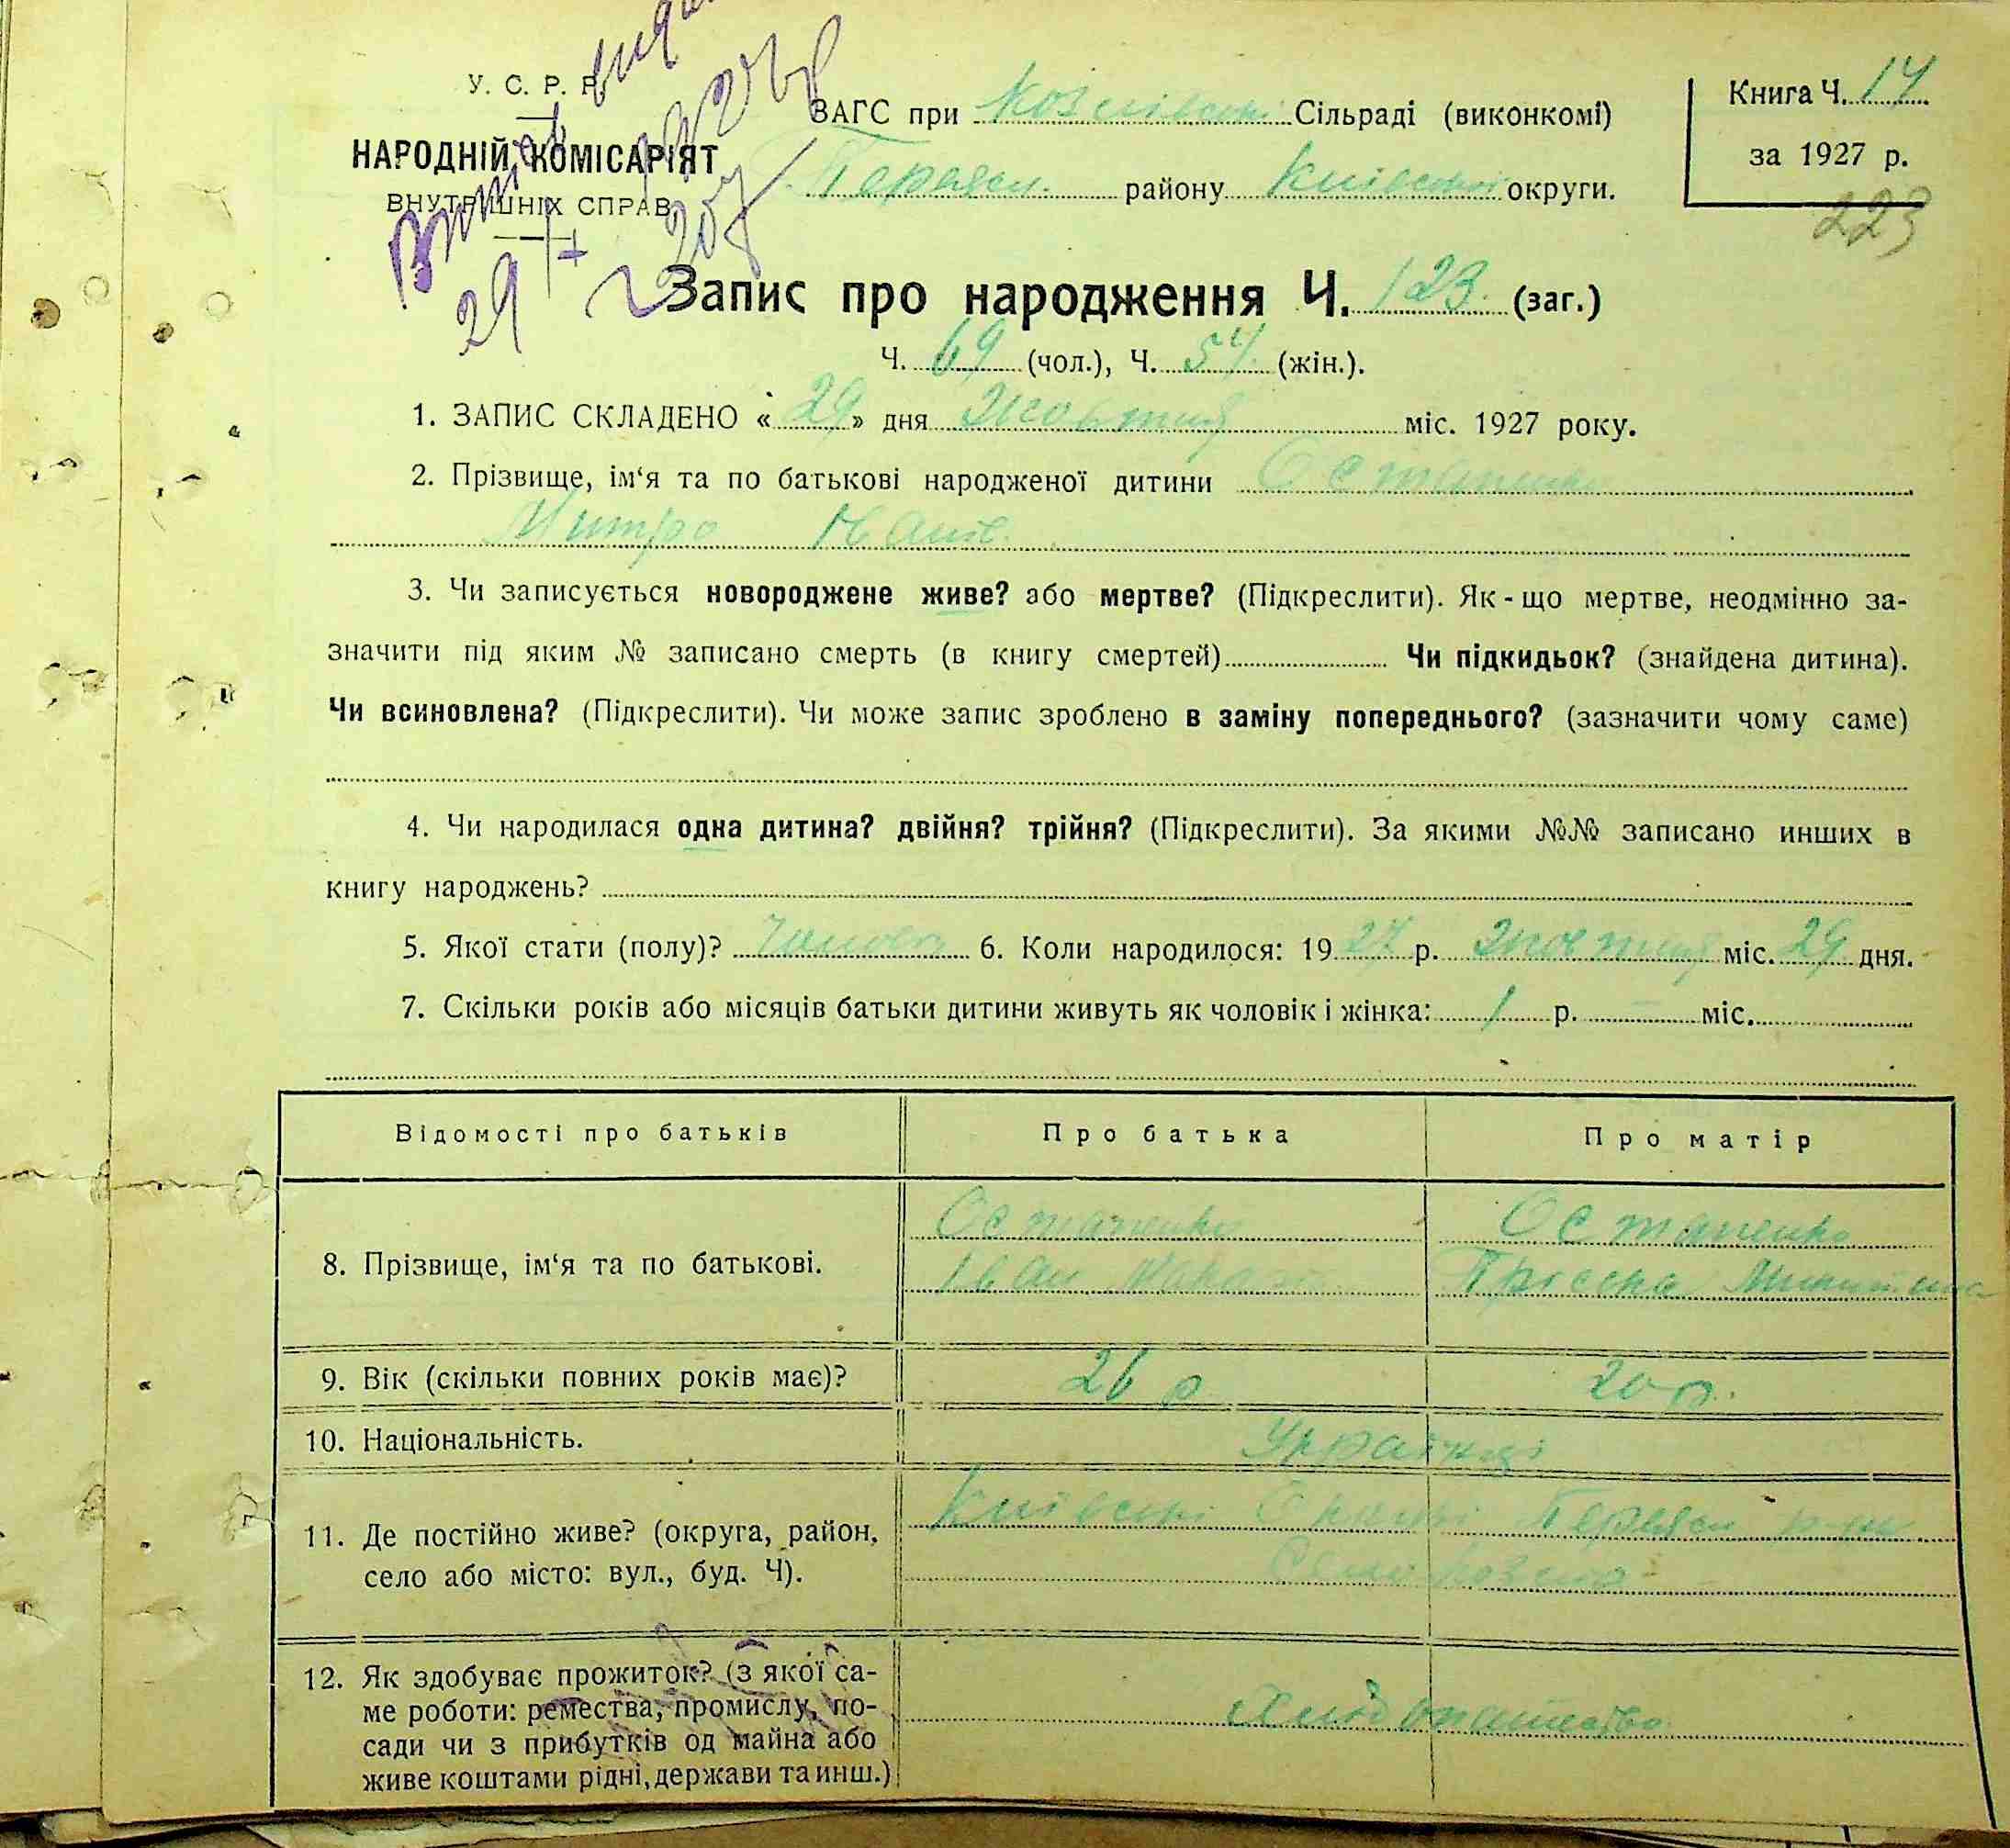 У. С. Р. Р.
НАРОДНІЙ КОМІСАРІЯТ
ВНУТРІШНІХ СПРАВ
ЗАГС при Козлівські Сільраді (виконкомі)
Переясл. району Київської округи.
Книга Ч. 14
за 1927 р.
223
29
Запис про народження Ч. 123 (заг.)
Ч. 69 (чол.), Ч. 54 (жін.).
1. ЗАПИС СКЛАДЕНО « 29 » дня Жовтня міс. 1927 року.
2. Прізвище, ім‘я та по батькові народженої дитини Остапенко
Митро Іван.
3. Чи записується новороджене живе? або мертве? (Підкреслити). Як-що мертве, неодмінно за-
значити під яким № записано смерть (в книгу смертей) Чи підкидьок? (знайдена дитина).
Чи всиновлена? (Підкреслити). Чи може запис зроблено в заміну попереднього? (зазначити чому саме)
4. Чи народилася одна дитина? двійня? трійня? (Підкреслити). За якими №№ записано инших в
книгу народжень?
5. Якої стати (полу)? 6. Коли народилося: 1927 р. Жовтня міс. 29 дня.
7. Скільки років або місяців батьки дитини живуть як чоловік і жінка: 1 р. — міс.
Відомості про батьків Про батька Про матір
8. Прізвище, ім‘я та по батькові. Остапенко Остапенко
Іван
9. Вік (скільки повних років має)? 26 р 20 р.
10. Національність. Українці
11. Де постійно живе? (округа, район, Київські Окрузі Переясл р-ну
село або місто: вул., буд. Ч). Село Козлів
12. Як здобуває прожиток? (з якої са-
ме роботи: ремества, промислу, по- Хлібопашество
сади чи з прибутків од майна або
живе коштами рідні, держави та инш.)